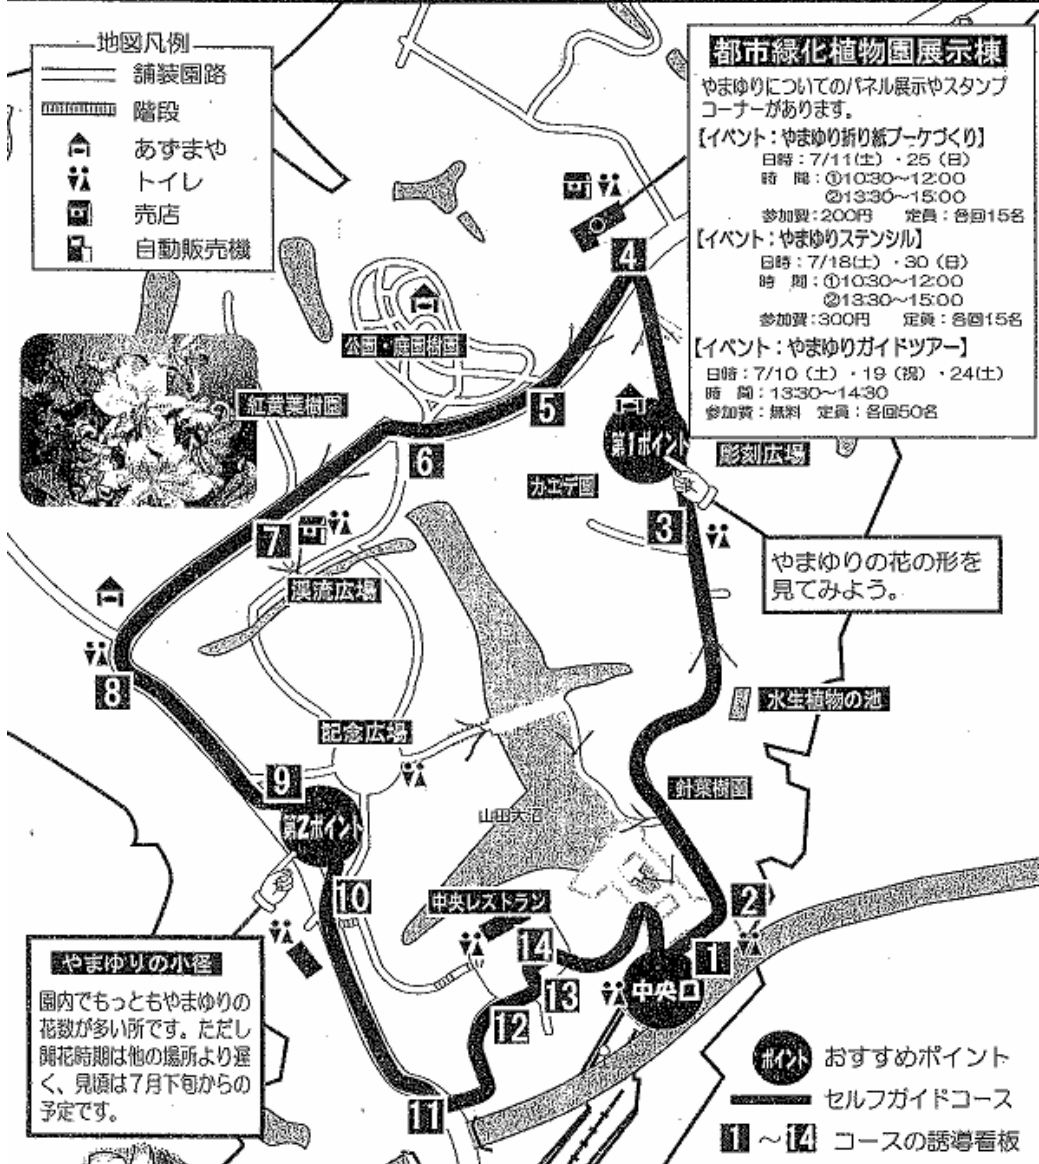 地図凡例
舗装園路
階段
あずまや
トイレ
売店
自動販売機
都市緑化植物園展示棟
やまゆりについてのパネル展示やスタンプ
コーナーがあります。
【イベント:やまゆり折り紙ブーケづくり】
日時:7/11(土)・25(日)
時 間:①10:30〜12:00
②13:30〜15:00
参加費:200円 定員:各回15名
【イベント:やまゆりステンシル】
日時:7/18(土)・30(日)
時 間:①10:30〜12:00
②13:30〜15:00
参加費:300円 定員:各回15名
【イベント:やまゆりガイドツアー】
日時:7/10(土)・19(祝)・24(土)
時 間:13:30〜14:30
参加費:無料 定員:各回50名
4
公園・庭園樹園
紅黄葉樹園
5
6
第1ポイント
彫刻広場
カエデ園
3
7
渓流広場
やまゆりの花の形を
見てみよう。
8
水生植物の池
記念広場
9
針葉樹園
山田大沼
第2ポイント
10
中央レストラン
2
14
1
13
中央口
12
11
やまゆりの小径
園内でもっともやまゆりの
花数が多い所です。ただし
開花時期は他の場所より遅
く、見頃は7月下旬からの
予定です。
ポイント おすすめポイント
セルフガイドコース
1〜14 コースの誘導看板